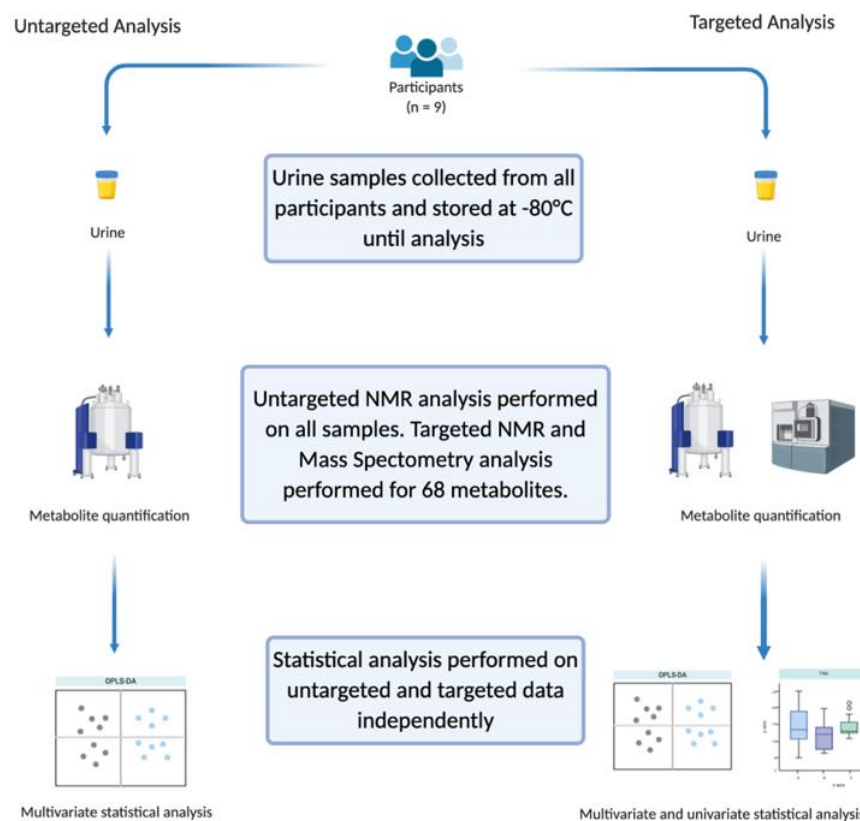 Untargeted Analysis
Targeted Analysis
Participants
(n = 9)
Urine samples collected from all
participants and stored at -80°C
until analysis
Urine
Urine
Untargeted NMR analysis performed
on all samples. Targeted NMR and
Mass Spectometry analysis
performed for 68 metabolites.
Metabolite quantification
Metabolite quantification
Statistical analysis performed on
untargeted and targeted data
independently
OPLS-DA
OPLS-DA
Title
Multivariate statistical analysis
Multivariate and univariate statistical analysis